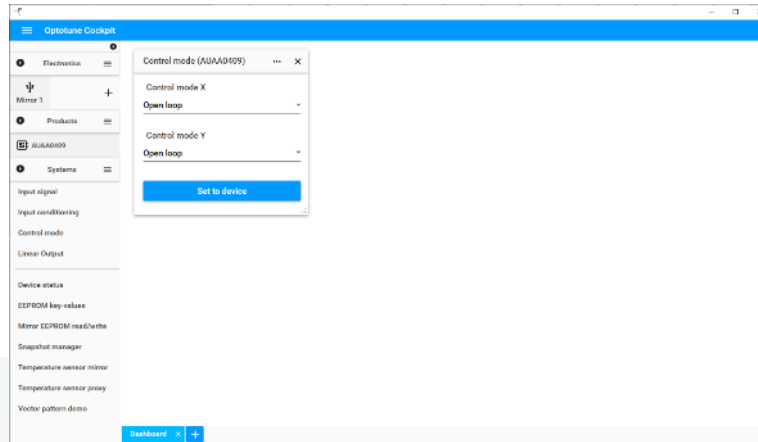 Optotune Cockpit
Electronics
Mirror 1
+
Products
AUAA0409
Systems
Input signal
Input conditioning
Control mode
Linear Output
Device status
EEPROM key-values
Mirror EEPROM read/write
Snapshot manager
Temperature sensor mirror
Temperature sensor proxy
Vector pattern demo
Control mode (AUAA0409)
Control mode X
Open loop
Control mode Y
Open loop
Set to device
Dashboard